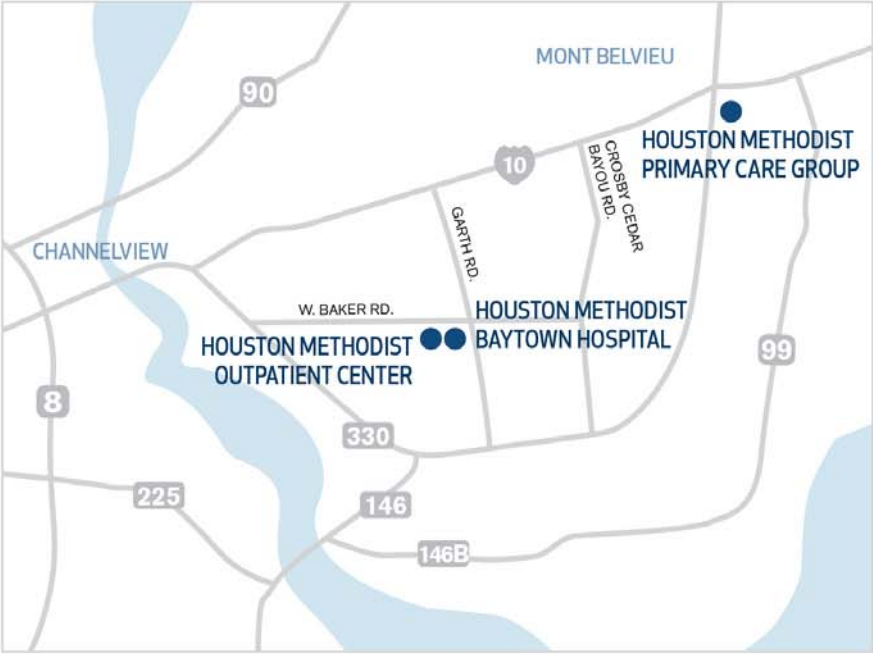 MONT BELVIEU
90
HOUSTON METHODIST
PRIMARY CARE GROUP
10
CROSBY CEDAR
BAYOU RD.
GARTH RD.
CHANNELVIEW
W. BAKER RD.
HOUSTON METHODIST
BAYTOWN HOSPITAL
HOUSTON METHODIST
OUTPATIENT CENTER
99
8
330
225
146
146B